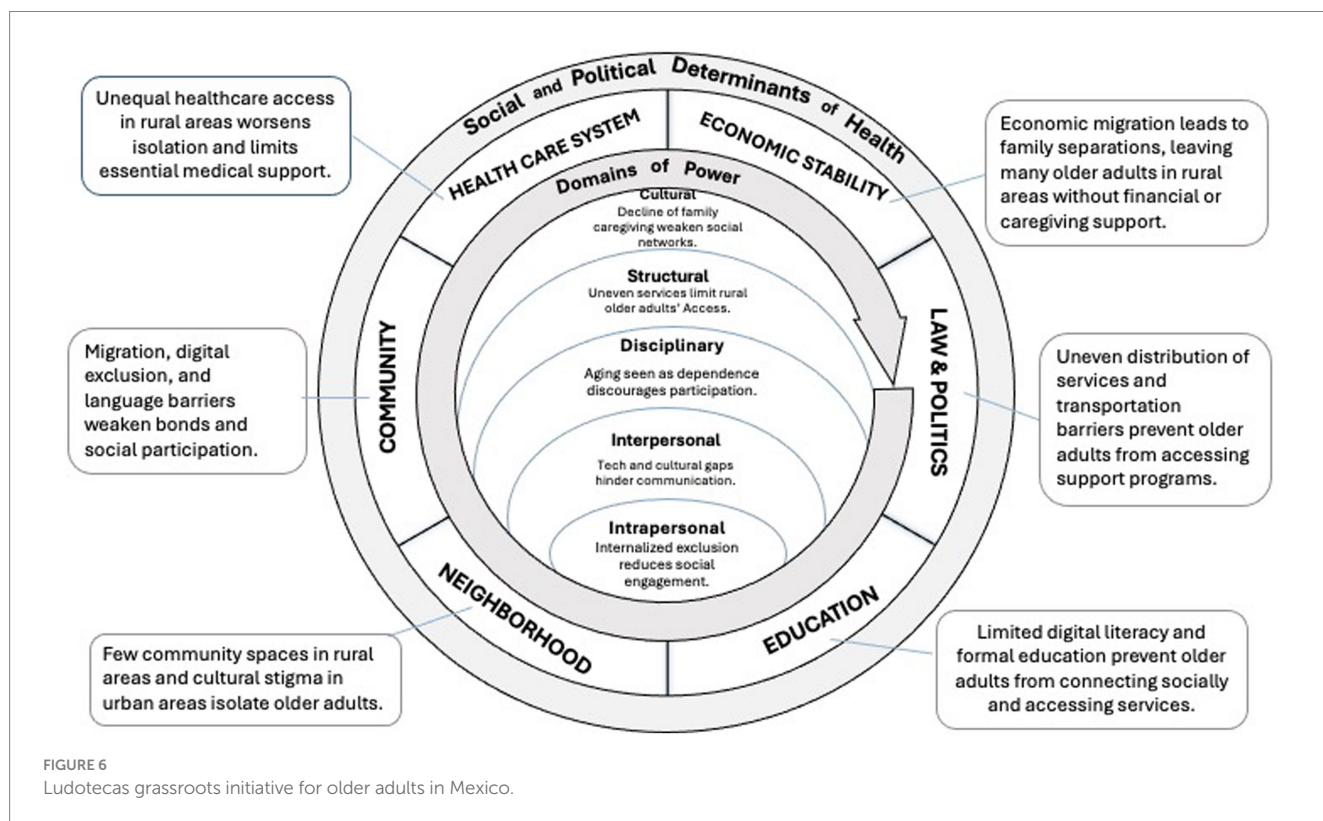 Social and Political Determinants of Health
HEALTH CARE SYSTEM
ECONOMIC STABILITY
Unequal healthcare access
in rural areas worsens
isolation and limits
essential medical support.
Economic migration leads to
family separations, leaving
many older adults in rural
areas without financial or
caregiving support.
Domains of Power
Cultural
Decline of family
caregiving weaken social
networks.
Structural
Uneven services limit rural
older adults' Access.
Disciplinary
Aging seen as dependence
discourages participation.
Interpersonal
Tech and cultural gaps
hinder communication.
Intrapersonal
Internalized exclusion
reduces social
engagement.
COMMUNITY
Migration, digital
exclusion, and
language barriers
weaken bonds and
social participation.
LAW & POLITICS
Uneven distribution of
services and
transportation
barriers prevent older
adults from accessing
support programs.
NEIGHBORHOOD
Few community spaces in rural
areas and cultural stigma in
urban areas isolate older adults.
EDUCATION
Limited digital literacy and
formal education prevent older
adults from connecting socially
and accessing services.
FIGURE 6
Ludotecas grassroots initiative for older adults in Mexico.